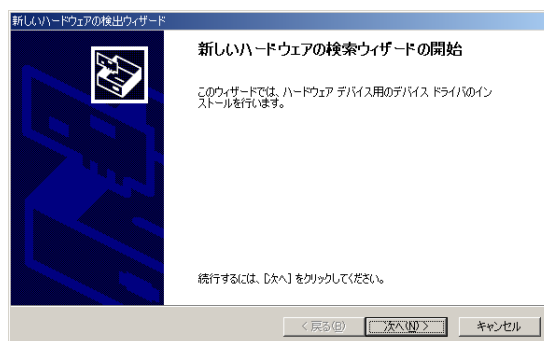 新しいハードウェアの検出ウィザード
新しいハードウェアの検索ウィザードの開始
このウィザードでは、ハードウェア デバイス用のデバイス ドライバのイン
ストールを行います。
続行するには、[次へ] をクリックしてください。
< 戻る(B)
次へ(N) >
キャンセル